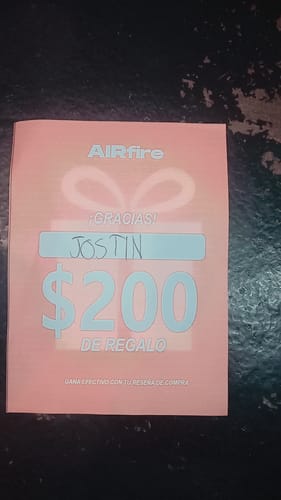 AIRfire
¡GRACIAS!
JOSTIN
$200
DE REGALO
GANA EFECTIVO CON TU RESEÑA DE COMPRA